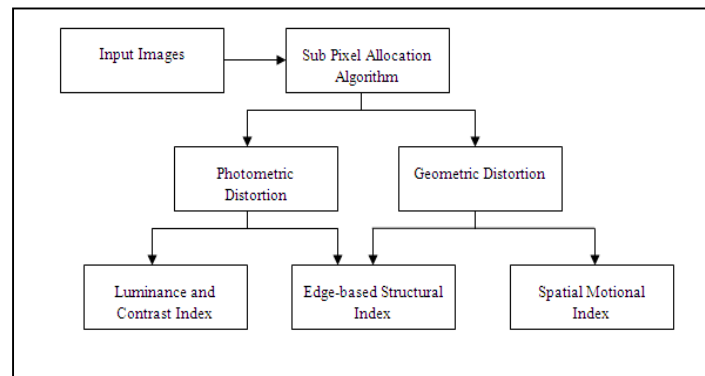 Input Images
Sub Pixel Allocation
Algorithm
Photometric
Distortion
Geometric Distortion
Luminance and
Contrast Index
Edge-based Structural
Index
Spatial Motional
Index